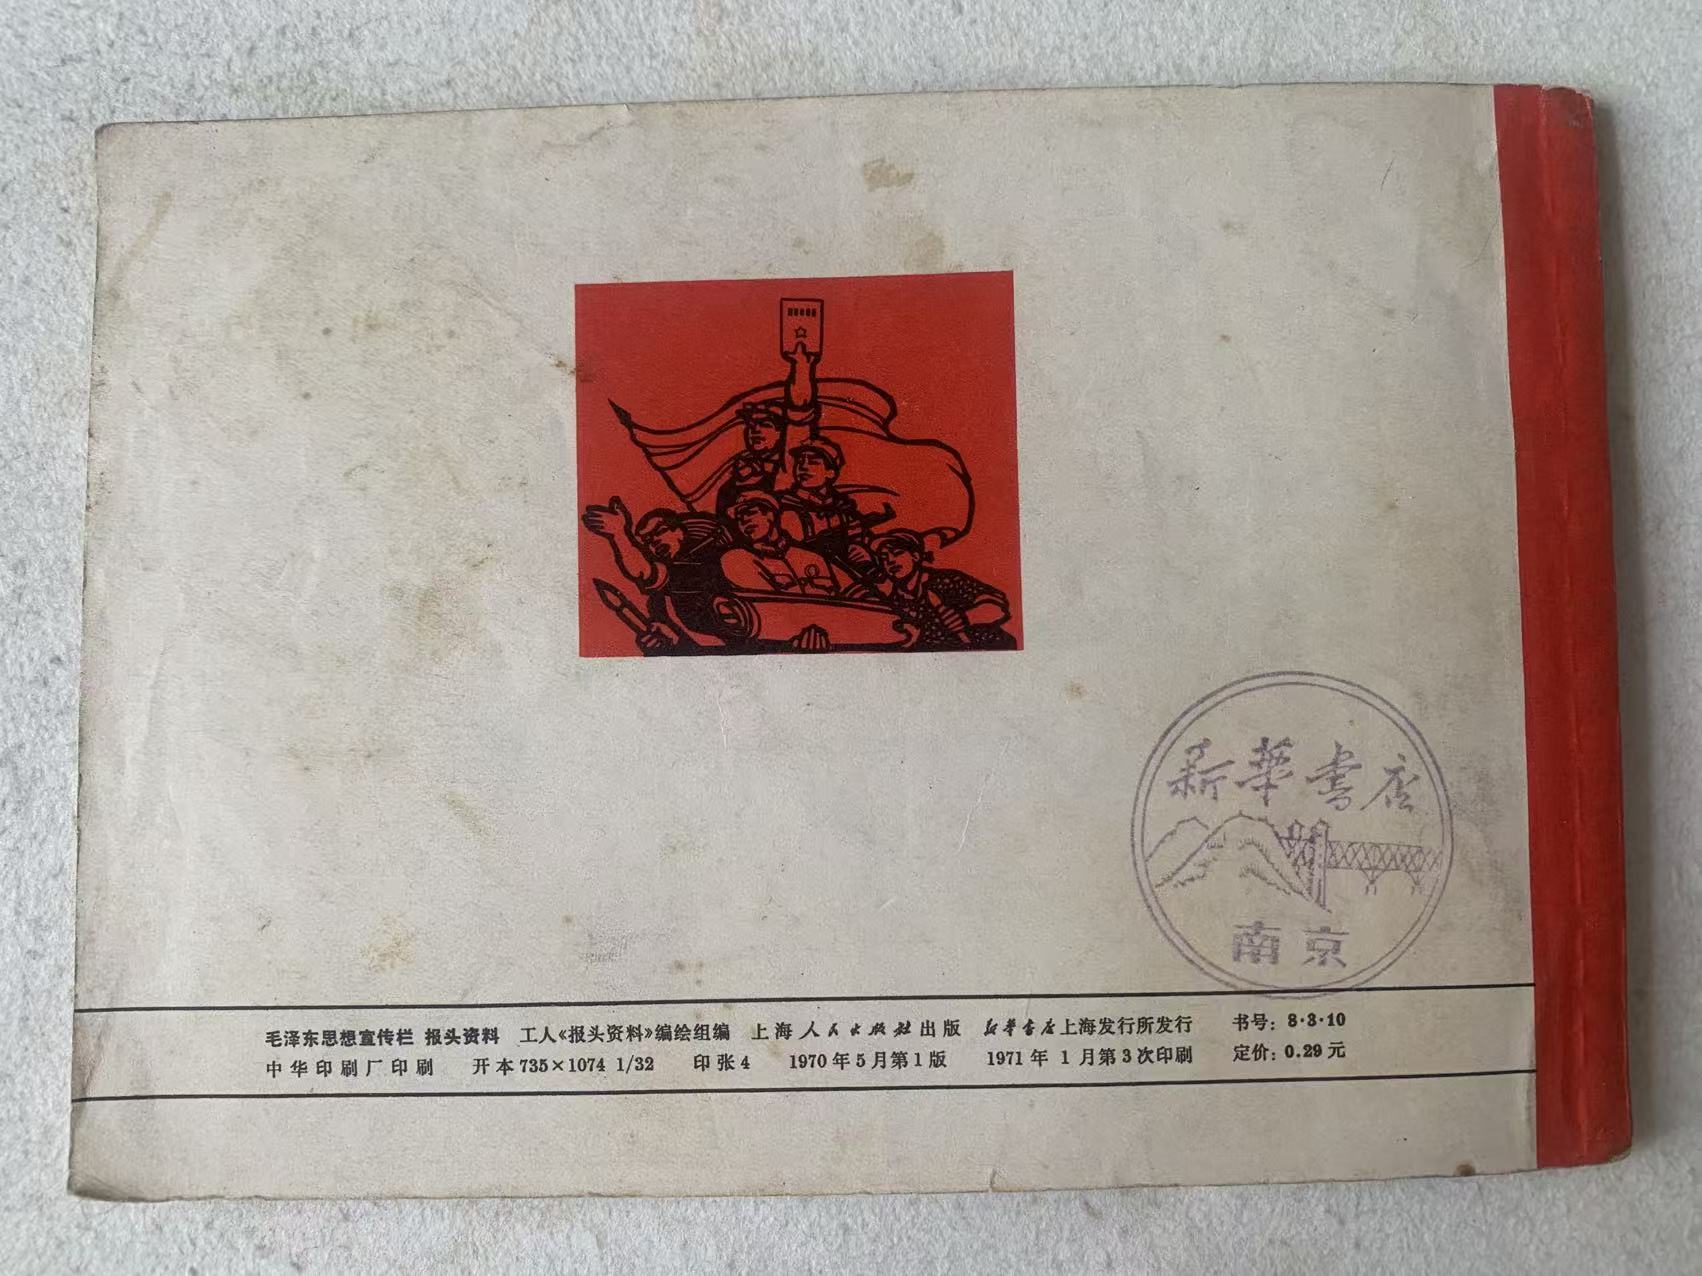 新華書店
南京
毛泽东思想宣传栏 报头资料 工人《报头资料》编绘组编 上海人民出版社出版 新华书店上海发行所发行 书号：8·3·10
中华印刷厂印刷 开本 735×1074 1/32 印张 4 1970 年 5 月第 1 版 1971 年 1 月第 3 次印刷 定价：0.29 元